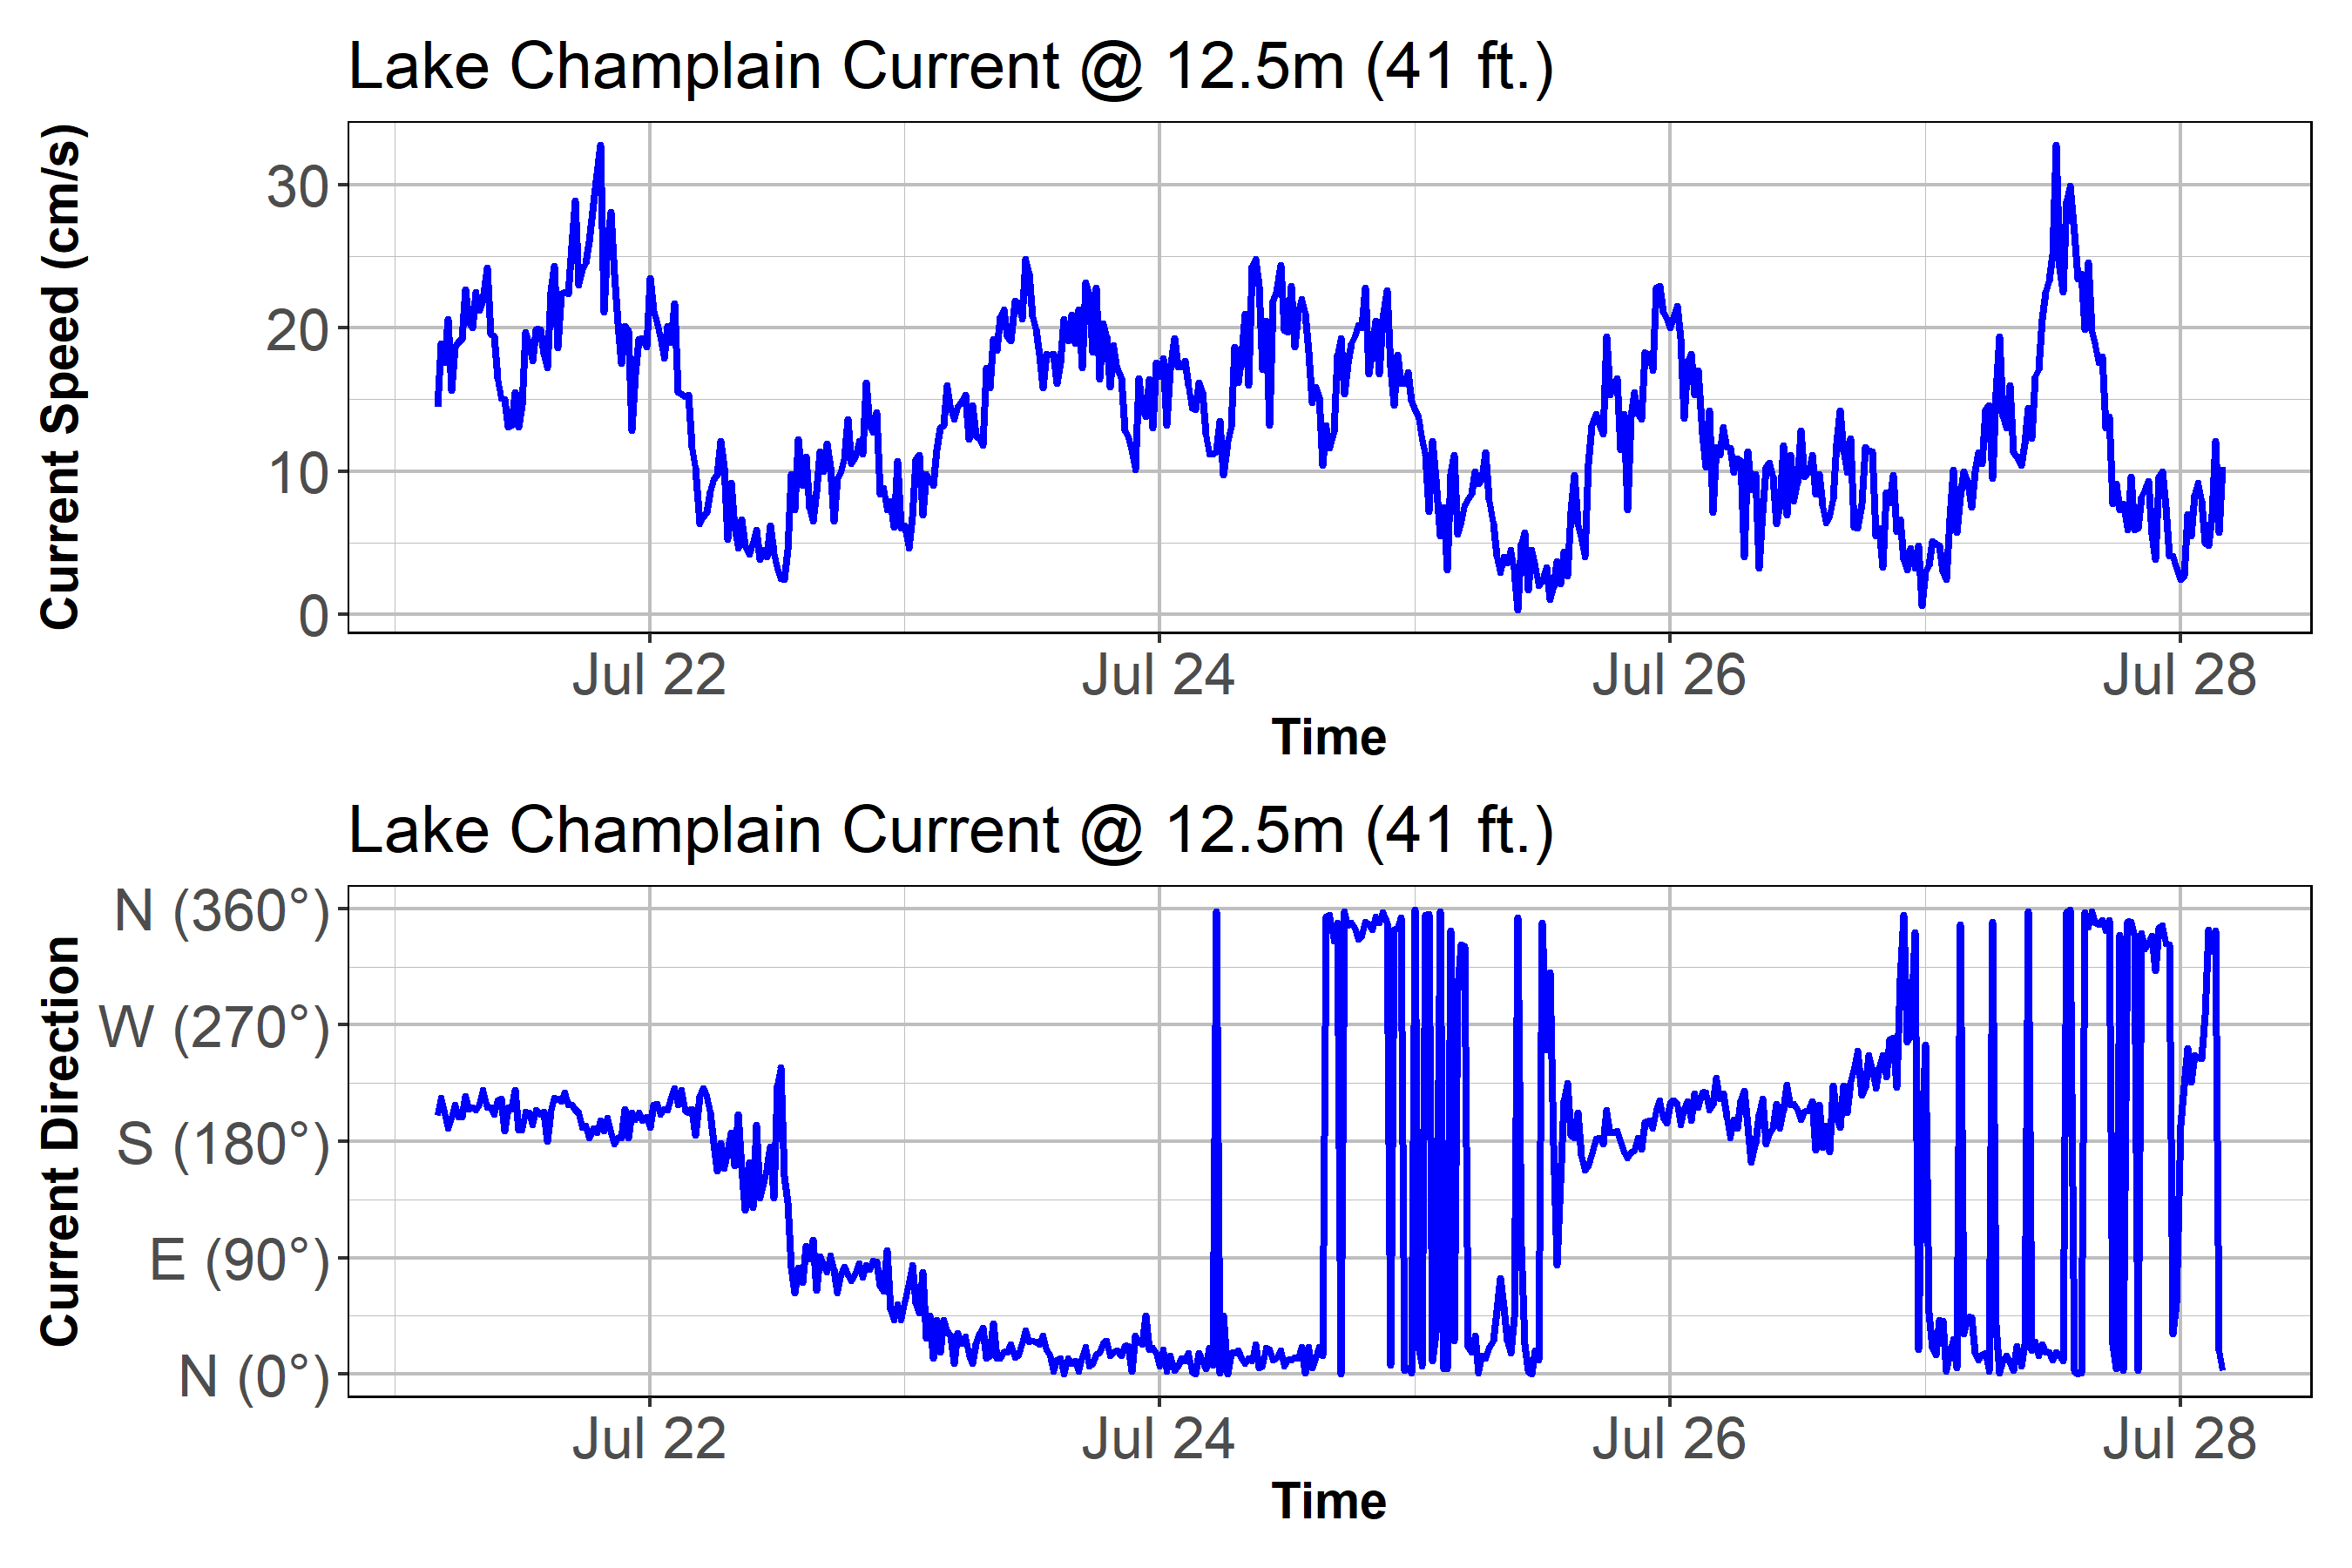 Lake Champlain Current @ 12.5m (41 ft.)
Current Speed (cm/s)
30
20
10
0
Jul 22 Jul 24 Jul 26 Jul 28
Time
Lake Champlain Current @ 12.5m (41 ft.)
Current Direction
N (360°)
W (270°)
S (180°)
E (90°)
N (0°)
Jul 22 Jul 24 Jul 26 Jul 28
Time